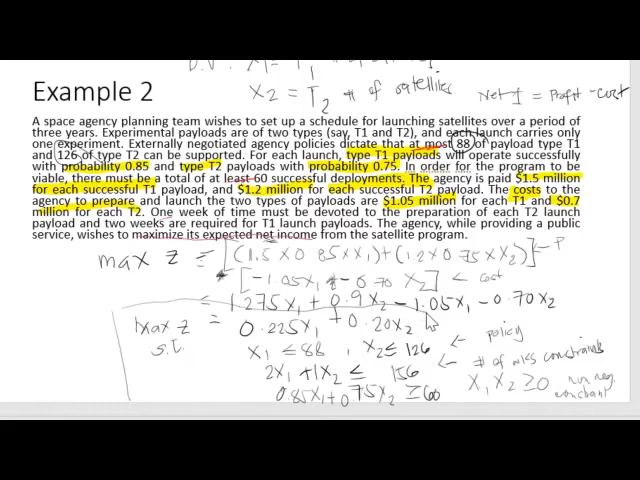 D.V : X1 = T1 # of
X2 = T2 # of satellites
Net I = Profit - cost
Example 2
A space agency planning team wishes to set up a schedule for launching satellites over a period of
three years. Experimental payloads are of two types (say, T1 and T2), and each launch carries only
one experiment. Externally negotiated agency policies dictate that at most 88 of payload type T1
and 126 of type T2 can be supported. For each launch, type T1 payloads will operate successfully
with probability 0.85 and type T2 payloads with probability 0.75. In order for the program to be
viable, there must be a total of at least 60 successful deployments. The agency is paid $1.5 million
for each successful T1 payload, and $1.2 million for each successful T2 payload. The costs to the
agency to prepare and launch the two types of payloads are $1.05 million for each T1 and $0.7
million for each T2. One week of time must be devoted to the preparation of each T2 launch
payload and two weeks are required for T1 launch payloads. The agency, while providing a public
service, wishes to maximize its expected net income from the satellite program.
max z = [(1.5 X 0.85 X1) + (1.2 X 0.75 X X2)] ← P
[-1.05X1 - 0.70 X2] ← cost
= 1.275X1 + 0.9X2 - 1.05X1 - 0.70X2
Max z = 0.225X1 + 0.20X2
S.t.
X1 ≤ 88, X2 ≤ 126 ← policy
2X1 + 1X2 ≤ 156 ← # of wks constraints
0.85X1 + 0.75X2 ≥ 60
X1 X2 ≥ 0 non neg. constant